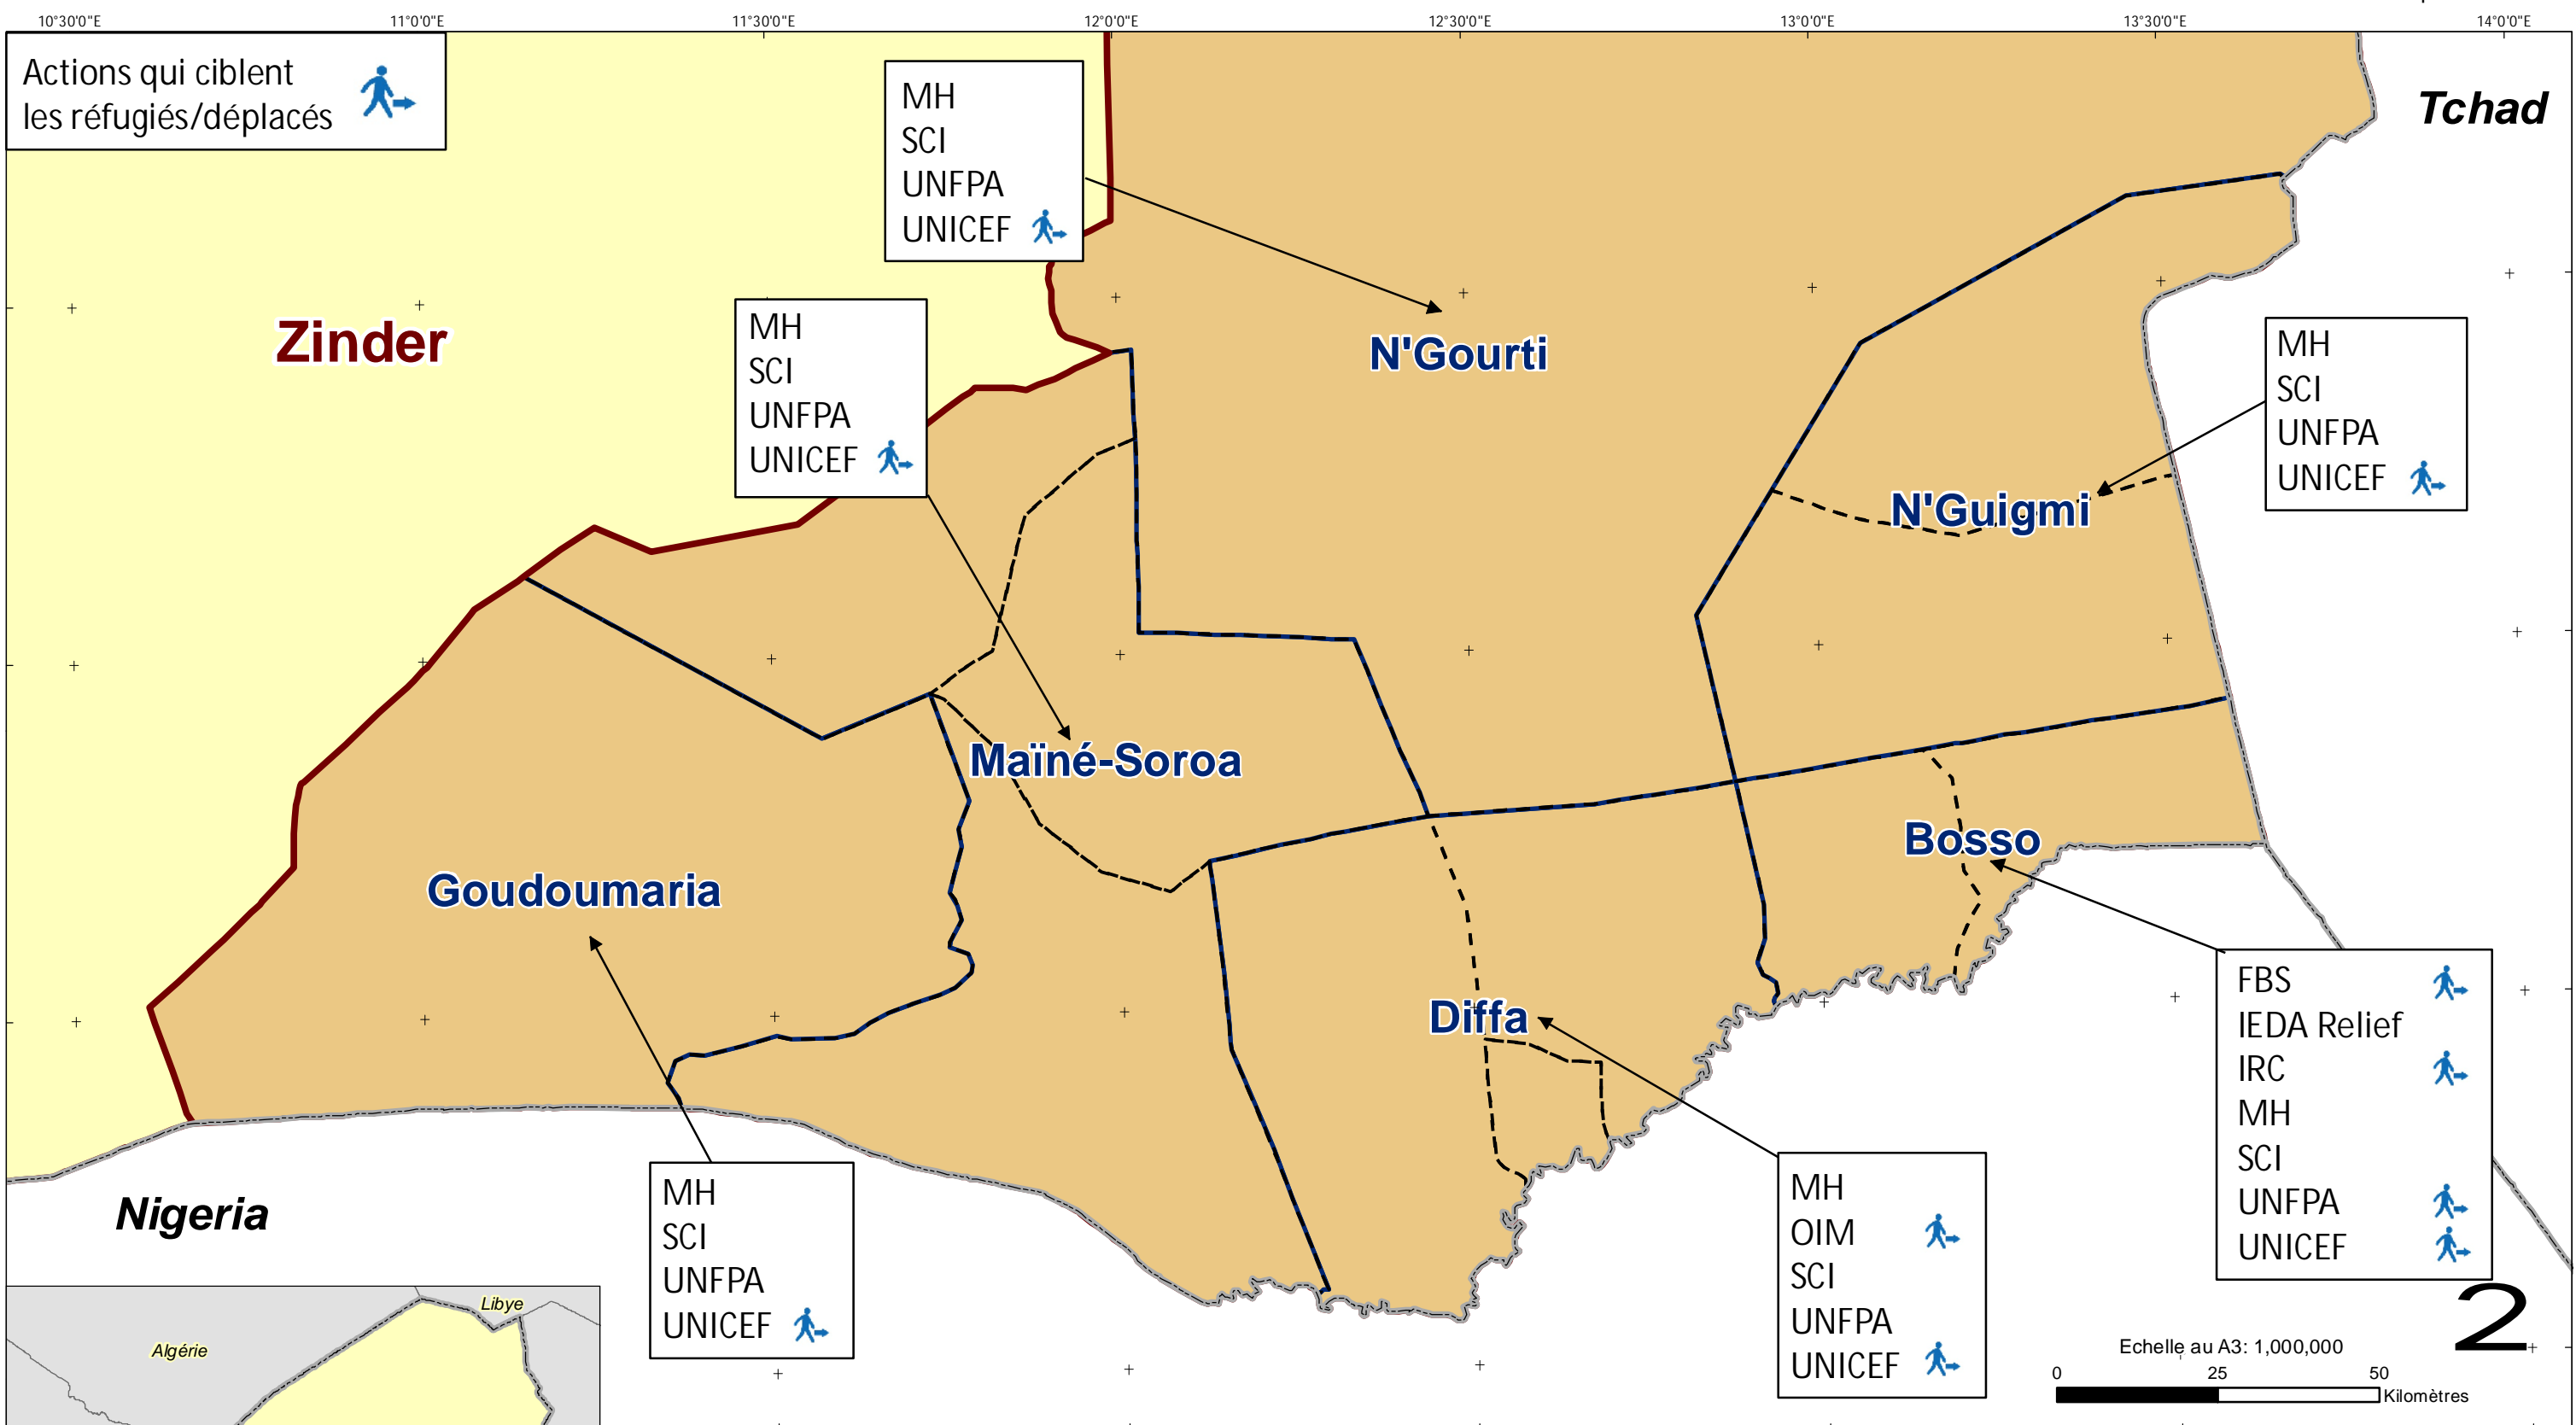 10°30'0"E 11°0'0"E 11°30'0"E 12°0'0"E 12°30'0"E 13°0'0"E 13°30'0"E 14°0'0"E
Actions qui ciblent
les réfugiés/déplacés
MH
SCI
UNFPA
UNICEF
Tchad
Zinder
MH
SCI
UNFPA
UNICEF
N'Gourti
MH
SCI
UNFPA
UNICEF
N'Guigmi
Maïné-Soroa
Goudoumaria
Bosso
Diffa
FBS
IEDA Relief
IRC
MH
SCI
UNFPA
UNICEF
Nigeria
MH
SCI
UNFPA
UNICEF
MH
OIM
SCI
UNFPA
UNICEF
2
Libye
Algérie
Echelle au A3: 1,000,000
0 25 50
Kilomètres